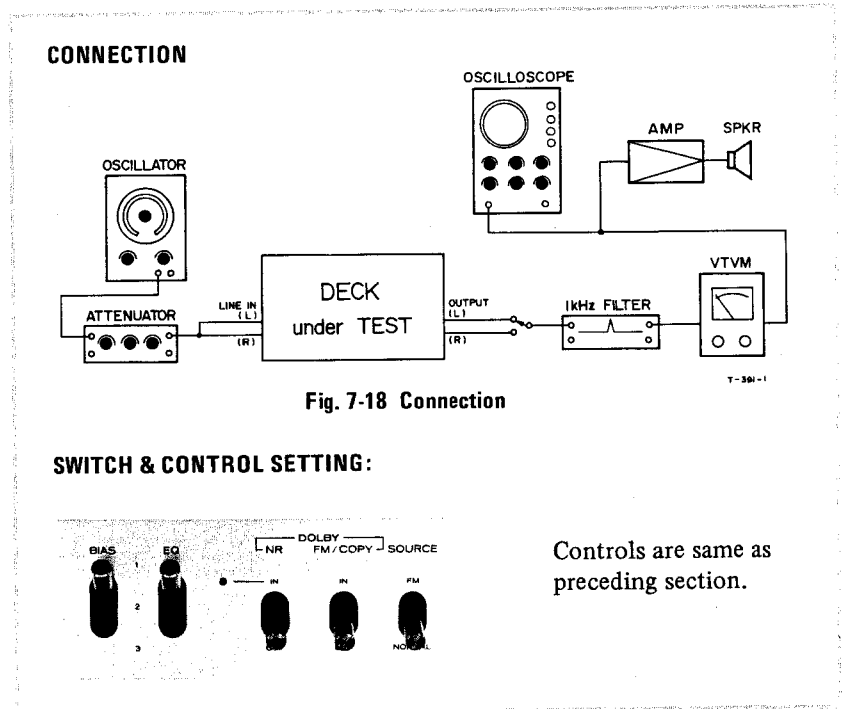 CONNECTION
OSCILLOSCOPE
AMP
SPKR
OSCILLATOR
VTVM
ATTENUATOR
LINE IN
(L)
(R)
DECK
under TEST
OUTPUT
(L)
(R)
1kHz FILTER
T-391-1
Fig. 7-18 Connection
SWITCH & CONTROL SETTING:
BIAS
EQ
1
2
3
DOLBY
NR
FM/COPY
SOURCE
IN
IN
FM
Controls are same as
preceding section.